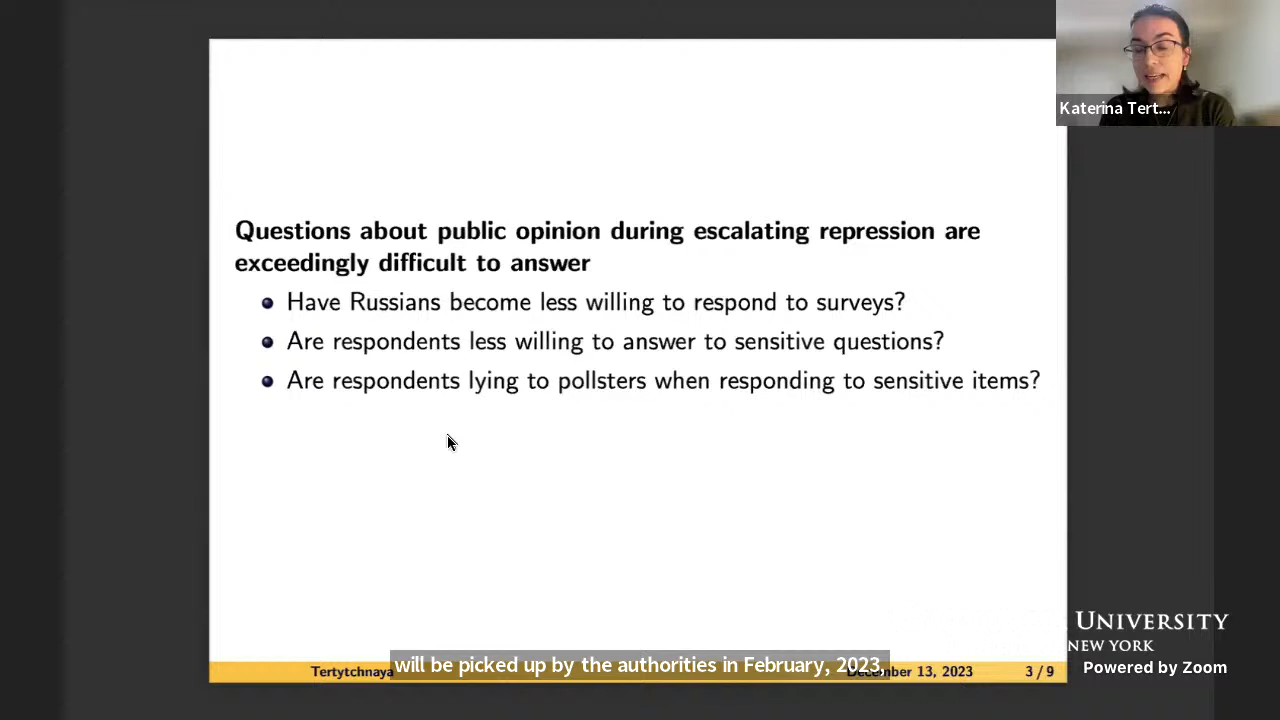 Katerina Tert...
Questions about public opinion during escalating repression are
exceedingly difficult to answer
Have Russians become less willing to respond to surveys?
Are respondents less willing to answer to sensitive questions?
Are respondents lying to pollsters when responding to sensitive items?
UNIVERSITY
NEW YORK
will be picked up by the authorities in February, 2023,
Powered by Zoom
Tertytchnaya
December 13, 2023
3 / 9